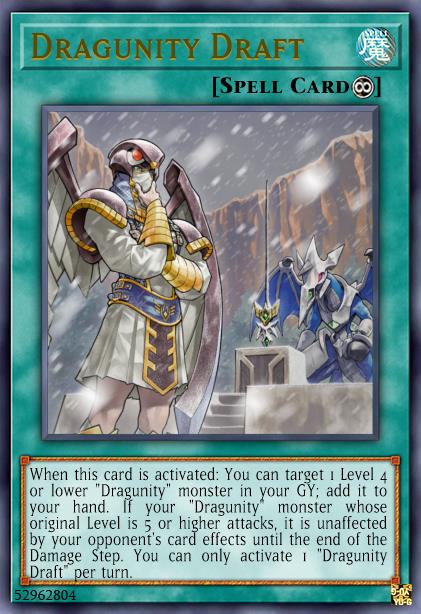 DRAGUNITY DRAFT
SPELL
魔
[SPELL CARD]
When this card is activated: You can target 1 Level 4
or lower "Dragunity" monster in your GY; add it to
your hand. If your "Dragunity" monster whose
original Level is 5 or higher attacks, it is unaffected
by your opponent's card effects until the end of the
Damage Step. You can only activate 1 "Dragunity
Draft" per turn.
52962804